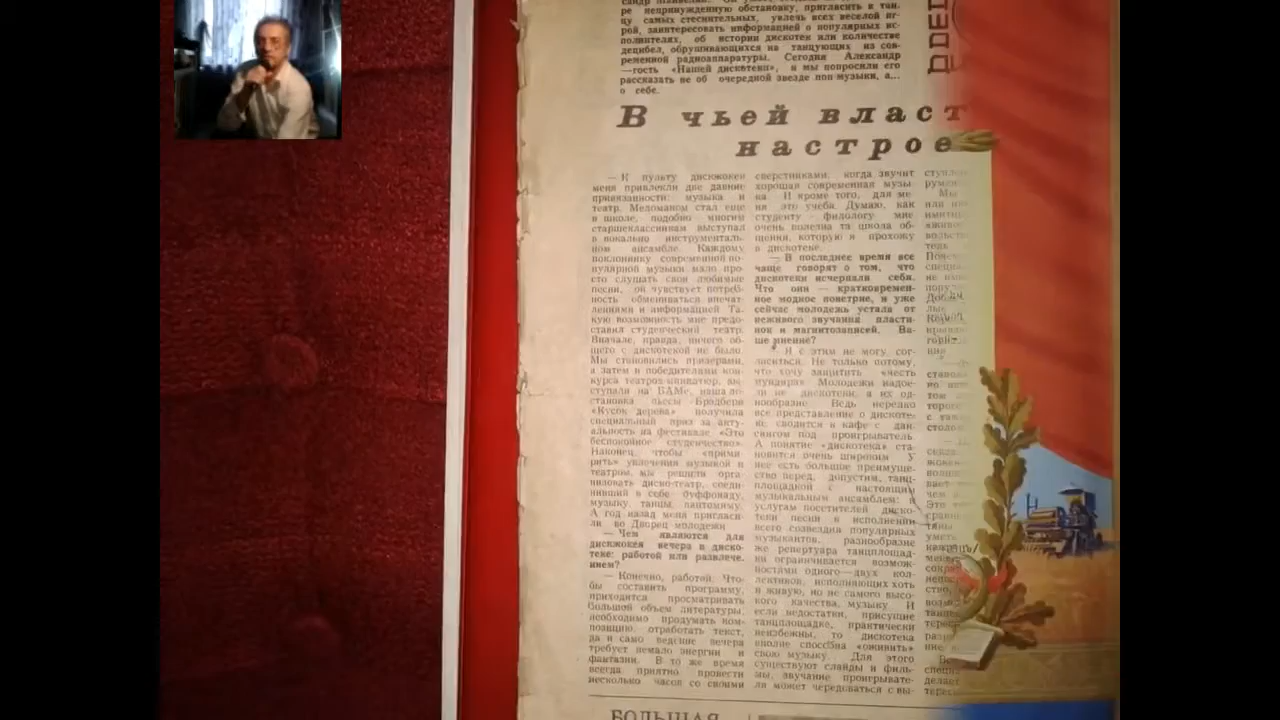 ре непринужденную обстановку, пригласить в тан-
цу самых стеснительных, увлечь всех веселой иг-
рой, заинтересовать информацией о популярных ис-
полнителях, об истории дискотек или количестве
децибел, обрушивающихся на танцующих из сов-
ременной радиоаппаратуры. Сегодня Александр
—гость «Нашей дискотеки», и мы попросили его
рассказать не об очередной звезде поп-музыки, а...
о себе.
В чьей власт
настрое
— К пульту дискжокея
меня привлекли две давние
привязанности: музыка и
театр. Меломаном стал еще
в школе, подобно многим
старшеклассникам выступал
в вокально инструменталь-
ном ансамбле. Каждому
поклоннику современной по-
пулярной музыки мало про-
сто слушать свои любимые
песни, он чувствует потреб-
ность обмениваться впечат-
лениями и информацией. Та-
кую возможность мне предо-
ставил студенческий театр.
Вначале, правда, ничего об-
щего с дискотекой не было.
Мы становились призерами,
а затем и победителями кон-
курса театров-миниатюр, вы-
ступали на БАМе, наша по-
становка пьесы Брэдбери
«Кусок дерева» получила
специальный приз за акту-
альность на фестивале «Это
беспокойное студенчество».
Наконец, чтобы «прими-
рить» увлечения музыкой и
театром, мы решили орга-
низовать диско-театр, соеди-
нивший в себе буффонаду,
музыку, танцы, пантомиму.
А год назад меня пригласи-
ли во Дворец молодежи
— Чем являются для
дискжокея вечера в диско-
теке: работой или развлече-
нием?
— Конечно, работой. Что-
бы составить программу,
приходится просматривать
большой объем литературы,
необходимо продумать ком-
позицию, отработать текст,
да и само ведение вечера
требует немало энергии и
фантазии. В то же время
всегда приятно провести
несколько часов со своими
сверстниками, когда звучит
хорошая современная музы-
ка. И кроме того, для ме-
ня это учеба. Думаю, как
студенту - филологу мне
очень полезна та школа об-
щения, которую я прохожу
в дискотеке.
— В последнее время все
чаще говорят о том, что
дискотеки исчерпали себя.
Что они — кратковремен-
ное модное поветрие, и уже
сейчас молодежь устала от
неживого звучания пласти-
нок и магнитозаписей. Ва-
ше мнение?
Я с этим не могу сог-
ласиться. Не только потому,
что хочу защитить «честь
мундира». Молодежи надое-
ли не дискотеки, а их од-
нообразие. Ведь нередко
все представление о дискоте-
ке сводится к кафе с дан-
сингом под проигрыватель.
А понятие «дискотека» ста-
новится очень широким. У
нее есть большое преимуще-
ство перед, допустим, танц-
площадкой с настоящим
музыкальным ансамблем: к
услугам посетителей диско-
теки песни в исполнении
всего созвездия популярных
музыкантов, разнообразие
же репертуара танцплощад-
ки ограничивается возмож-
ностями одного—двух кол-
лективов, исполняющих хоть
и живую, но не самого высо-
кого качества, музыку. И
если недостатки, присущие
танцплощадке, практически
неизбежны, то дискотека
вполне способна «оживить»
свою музыку. Для этого
существуют слайды и филь-
мы, звучание проигрывате-
ля может чередоваться с вы-
БОЛЬШАЯ